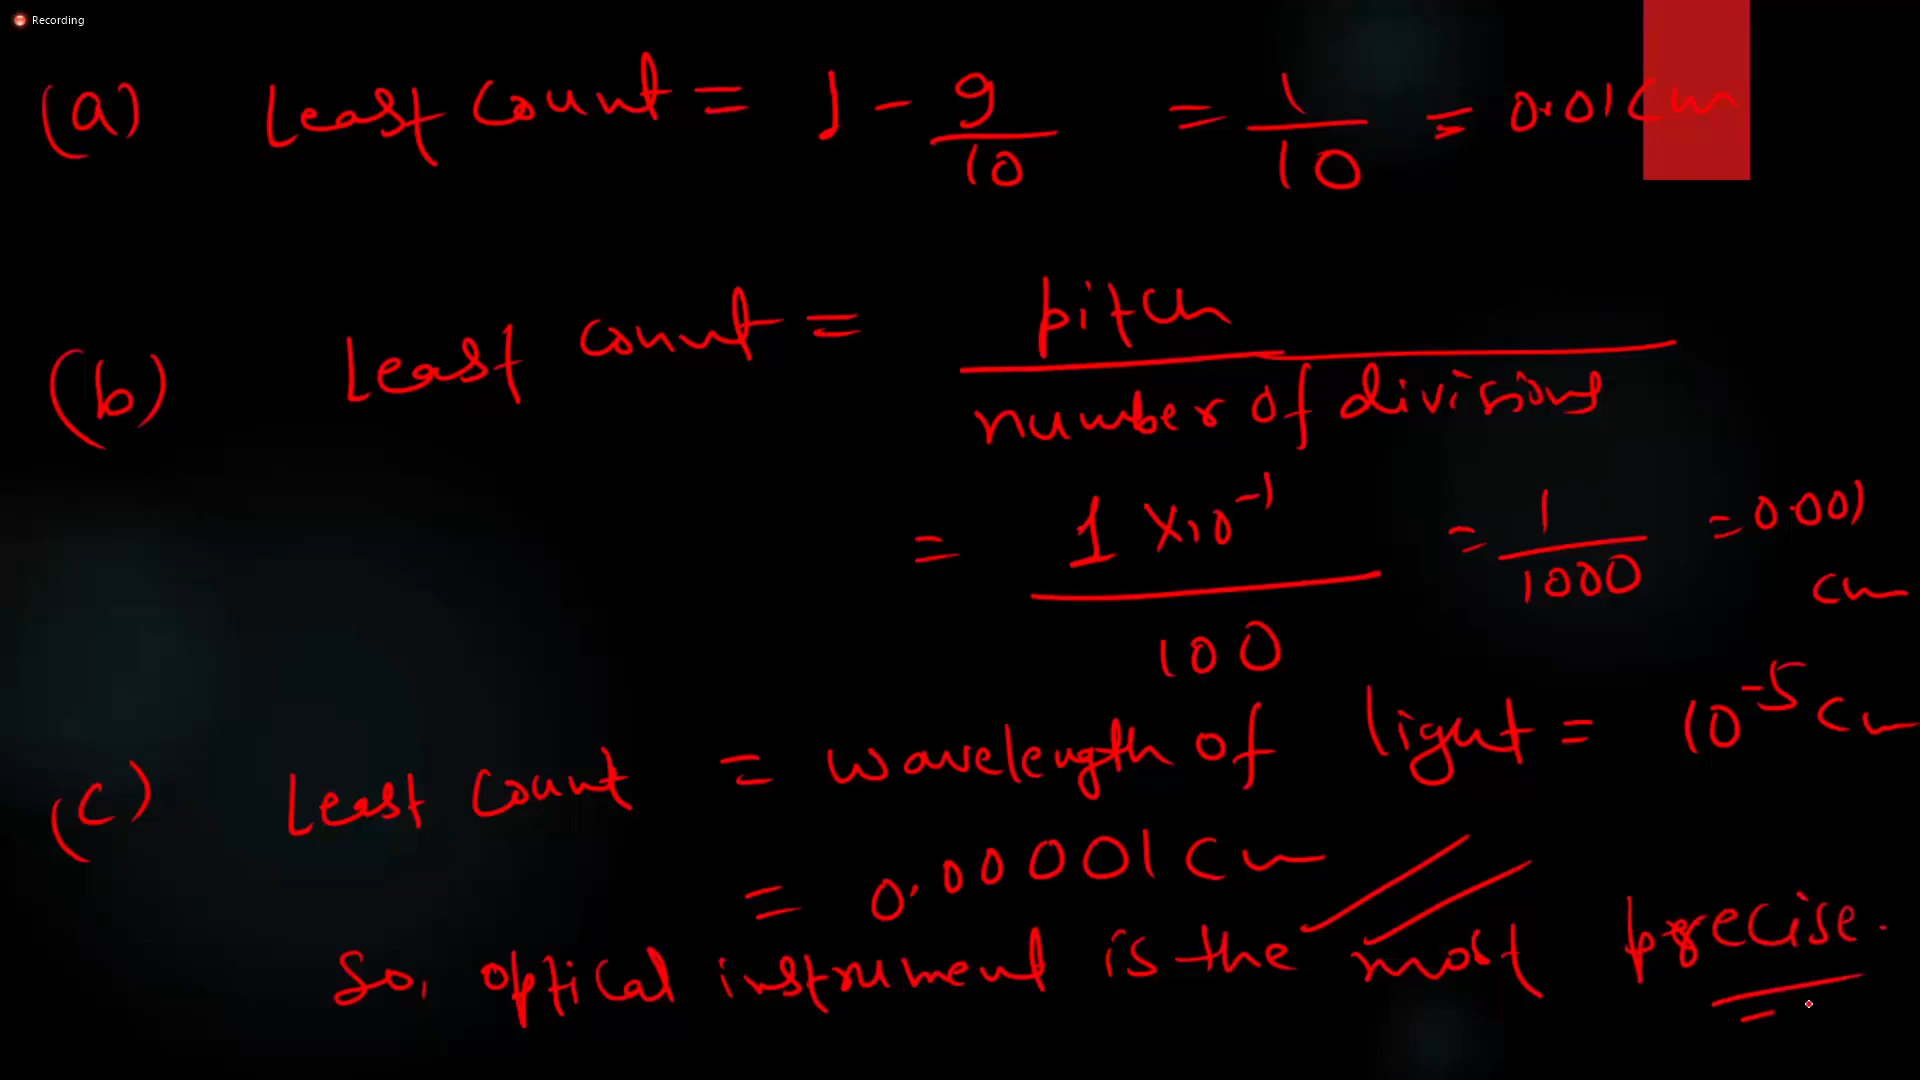 Recording
(a) Least Count = 1 - 9/10 = 1/10 = 0.01 cm
(b) Least count = pitch / number of divisions
= 1 x 10^-1 / 100 = 1/1000 = 0.001 cm
(c) Least Count = wavelength of light = 10^-5 cm
= 0.00001 cm
So, optical instrument is the most precise.